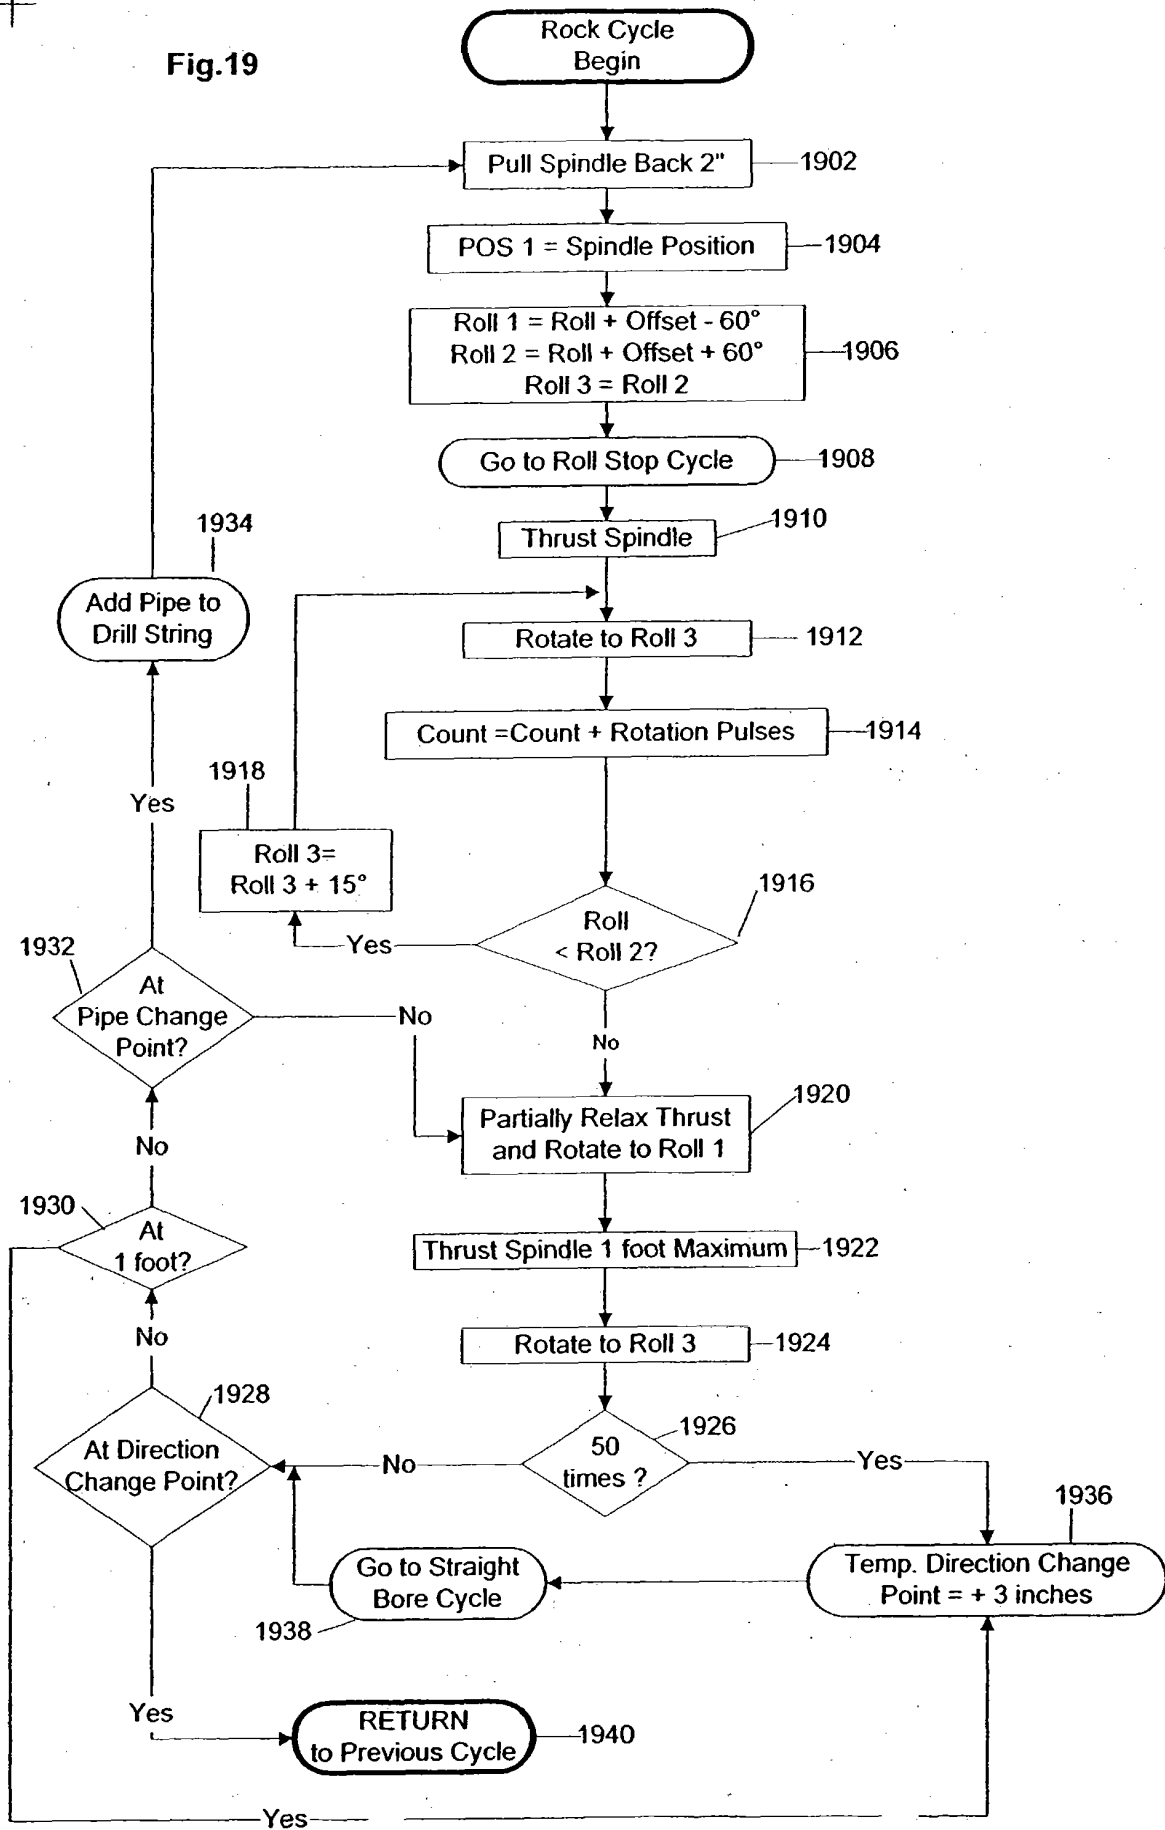 Fig.19
Rock Cycle
Begin
Pull Spindle Back 2"
1902
POS 1 = Spindle Position
1904
Roll 1 = Roll + Offset - 60°
Roll 2 = Roll + Offset + 60°
Roll 3 = Roll 2
1906
Go to Roll Stop Cycle
1908
Thrust Spindle
1910
1934
Add Pipe to
Drill String
Rotate to Roll 3
1912
Count =Count + Rotation Pulses
1914
1918
Yes
Roll 3=
Roll 3 + 15°
1916
Roll
< Roll 2?
Yes
1932
At
Pipe Change
Point?
No
No
1920
Partially Relax Thrust
and Rotate to Roll 1
No
1930
At
1 foot?
Thrust Spindle 1 foot Maximum
1922
No
Rotate to Roll 3
1924
1928
At Direction
Change Point?
1926
50
times ?
No
Yes
1936
Temp. Direction Change
Point = + 3 inches
Go to Straight
Bore Cycle
1938
Yes
RETURN
to Previous Cycle
1940
Yes